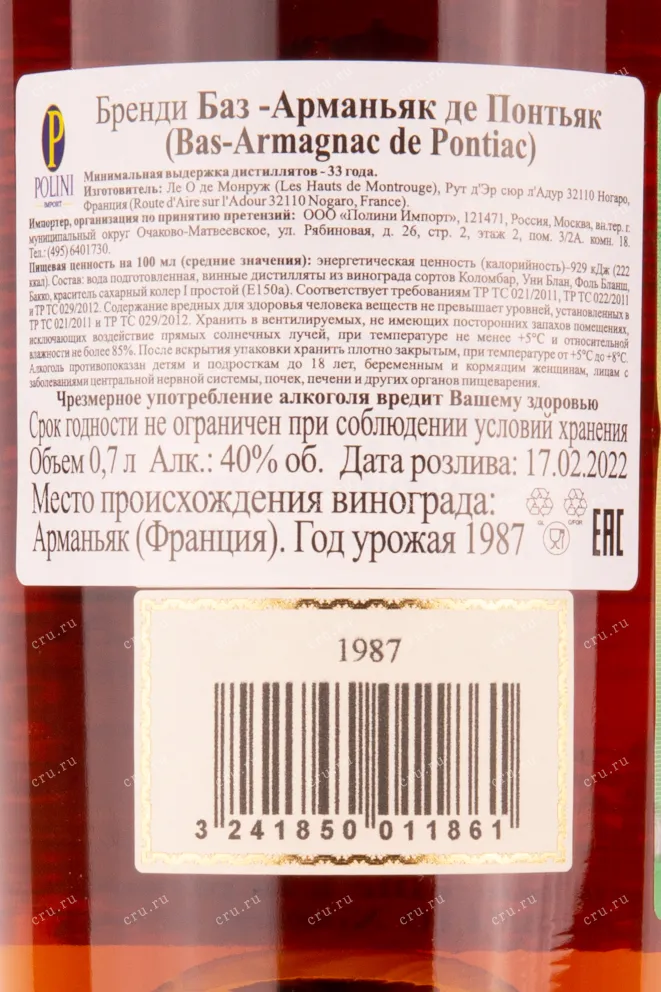 P
POLINI
IMPORT
Бренди Баз -Арманьяк де Понтьяк
(Bas-Armagnac de Pontiac)
Минимальная выдержка дистиллятов - 33 года.
Изготовитель: Ле О де Монруж (Les Hauts de Montrouge), Рут д'Эр сюр л'Адур 32110 Ногаро,
Франция (Route d'Aire sur l'Adour 32110 Nogaro, France).
Импортер, организация по принятию претензий: ООО «Полини Импорт», 121471, Россия, Москва, вн.тер. г.
муниципальный округ Очаково-Матвеевское, ул. Рябиновая, д. 26, стр. 2, этаж 2, пом. 3/2А. комн. 18.
Тел.: (495) 6401730.
Пищевая ценность на 100 мл (средние значения): энергетическая ценность (калорийность)–929 кДж (222
ккал). Состав: вода подготовленная, винные дистилляты из винограда сортов Коломбар, Уни Блан, Фоль Бланш,
Бакко, краситель сахарный колер I простой (Е150а). Соответствует требованиям ТР ТС 021/2011, ТР ТС 022/2011
и ТР ТС 029/2012. Содержание вредных для здоровья человека веществ не превышает уровней, установленных в
ТР ТС 021/2011 и ТР ТС 029/2012. Хранить в вентилируемых, не имеющих посторонних запахов помещениях,
исключающих воздействие прямых солнечных лучей, при температуре не менее +5°С и относительной
влажности не более 85%. После вскрытия упаковки хранить плотно закрытым, при температуре от +5°С до +8°С.
Алкоголь противопоказан детям и подросткам до 18 лет, беременным и кормящим женщинам, лицам с
заболеваниями центральной нервной системы, почек, печени и других органов пищеварения.
Чрезмерное употребление алкоголя вредит Вашему здоровью
Срок годности не ограничен при соблюдении условий хранения
Объем 0,7 л Алк.: 40% об. Дата розлива: 17.02.2022
Место происхождения винограда:
Арманьяк (Франция). Год урожая 1987
GL
C/PORK
EAC
1987
3 241850 011861